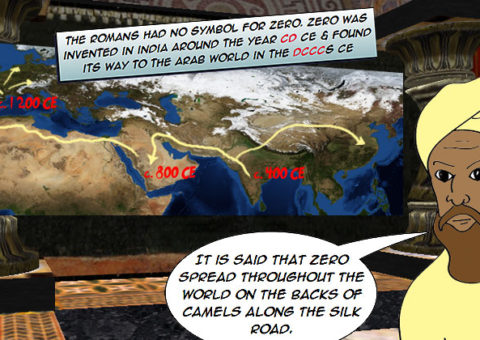 THE ROMANS HAD NO SYMBOL FOR ZERO. ZERO WAS
INVENTED IN INDIA AROUND THE YEAR CD CE & FOUND
ITS WAY TO THE ARAB WORLD IN THE DCCCS CE
1200 CE
c. 800 CE
c. 400 CE
IT IS SAID THAT ZERO
SPREAD THROUGHOUT THE
WORLD ON THE BACKS OF
CAMELS ALONG THE SILK
ROAD.